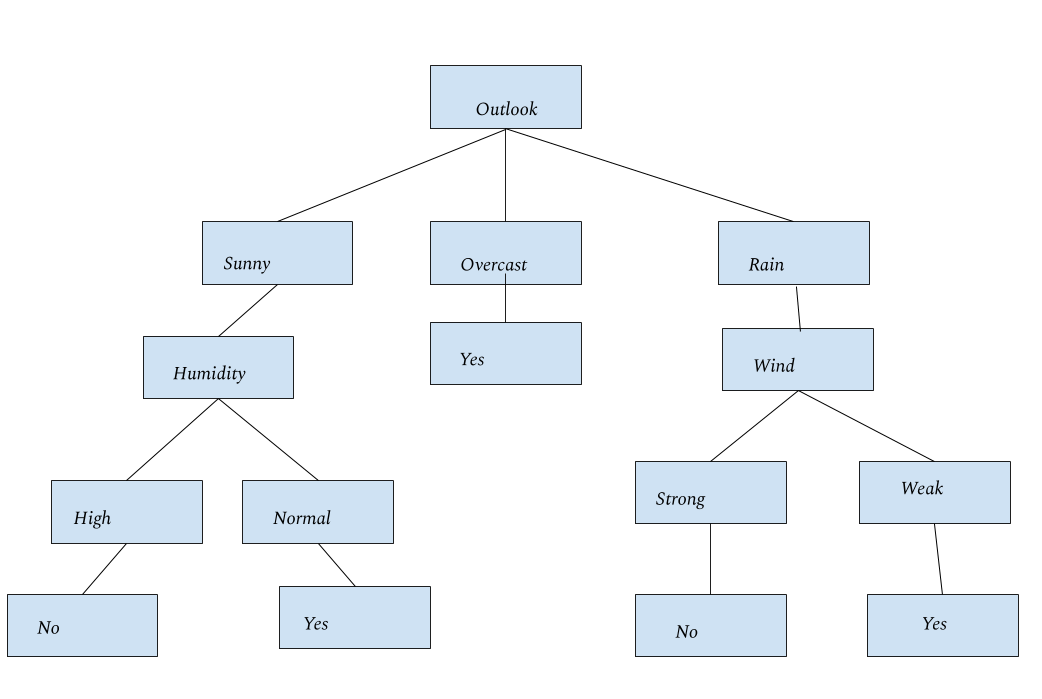 Outlook
Sunny
Overcast
Rain
Humidity
Yes
Wind
High
Normal
Strong
Weak
No
Yes
No
Yes